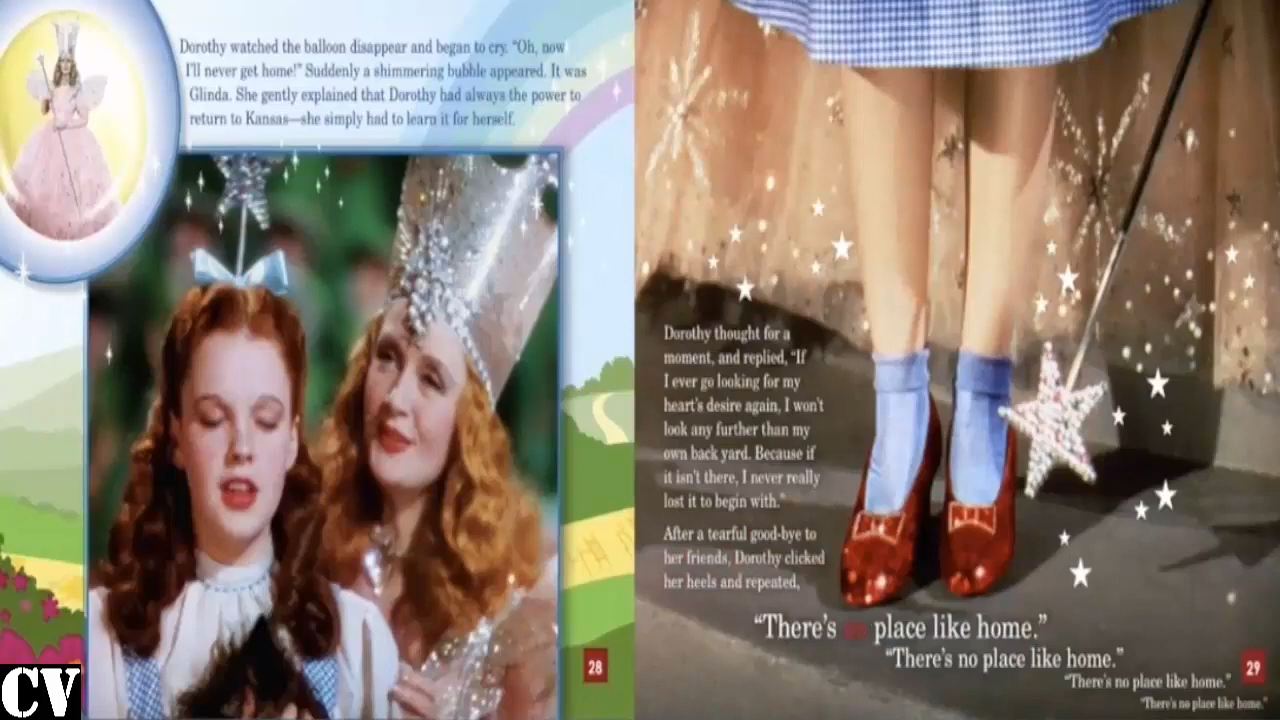 Dorothy watched the balloon disappear and began to cry. "Oh, now
I'll never get home!" Suddenly a shimmering bubble appeared. It was
Glinda. She gently explained that Dorothy had always the power to
return to Kansas—she simply had to learn it for herself.
28
Dorothy thought for a
moment, and replied, "If
I ever go looking for my
heart's desire again, I won't
look any further than my
own back yard. Because if
it isn't there, I never really
lost it to begin with."
After a tearful good-bye to
her friends, Dorothy clicked
her heels and repeated,
"There's no place like home."
"There's no place like home."
"There's no place like home."
"There's no place like home."
29
CV